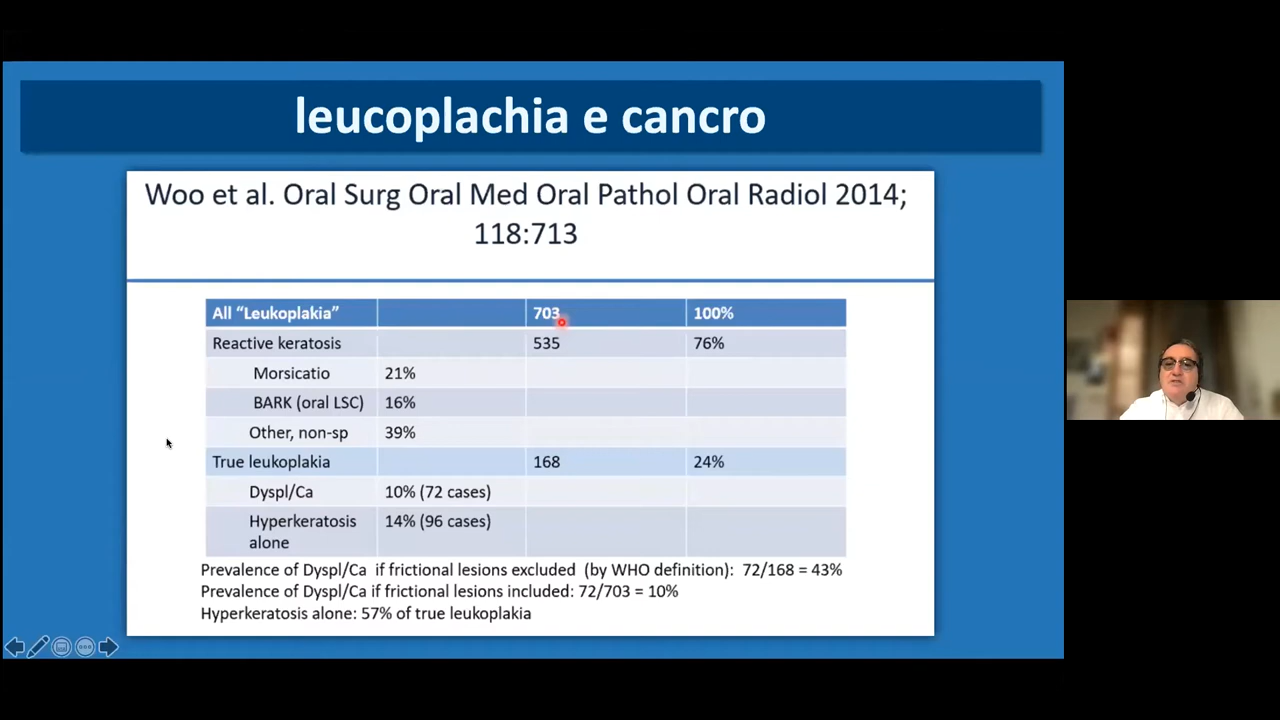 leucoplachia e cancro
Woo et al. Oral Surg Oral Med Oral Pathol Oral Radiol 2014;
118:713
All “Leukoplakia” 703 100%
Reactive keratosis 535 76%
Morsicatio 21%
BARK (oral LSC) 16%
Other, non-sp 39%
True leukoplakia 168 24%
Dyspl/Ca 10% (72 cases)
Hyperkeratosis 14% (96 cases)
alone
Prevalence of Dyspl/Ca if frictional lesions excluded (by WHO definition): 72/168 = 43%
Prevalence of Dyspl/Ca if frictional lesions included: 72/703 = 10%
Hyperkeratosis alone: 57% of true leukoplakia